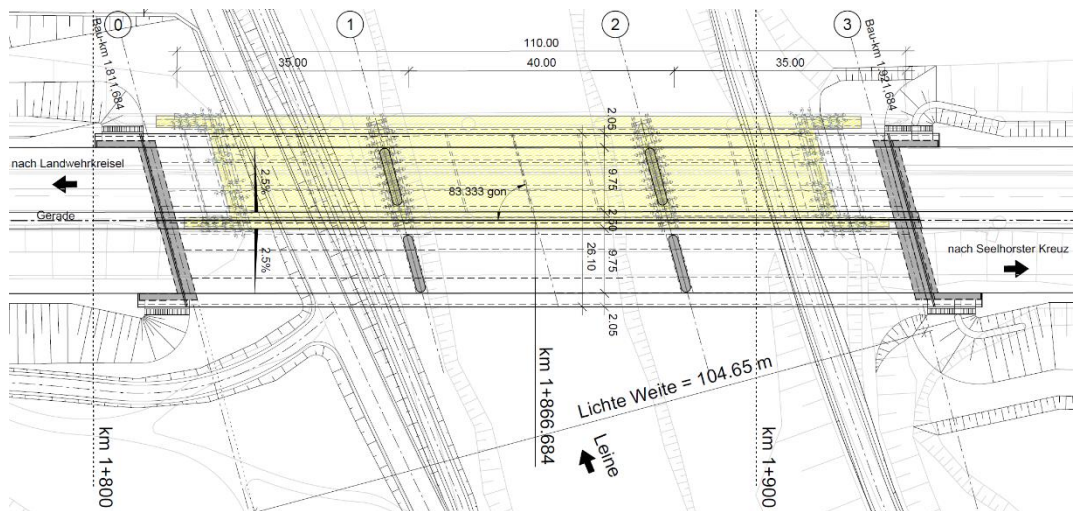 0
1
2
3
Bau-km 1.811.684
Bau-km 1.921.684
110.00
35.00
40.00
35.00
2.05
9.75
2.50
26.10
9.75
2.05
nach Landwehrkreisel
2.5%
83.333 gon
Gerade
2.5%
nach Seelhorster Kreuz
Lichte Weite = 104.65 m
Leine
km 1+800
km 1+866.684
km 1+900